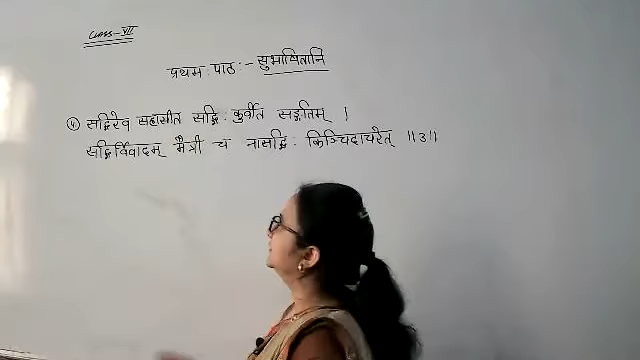 Class - VII
प्रथम: पाठ :- सुभाषितानि
④ सद्भिरेव सहासीत सद्भि: कुर्वीत सङ्गतिम् ।
सद्भिर्विवादम् मैत्री च नासद्भि: किञ्चिदाचरेत् ॥३॥